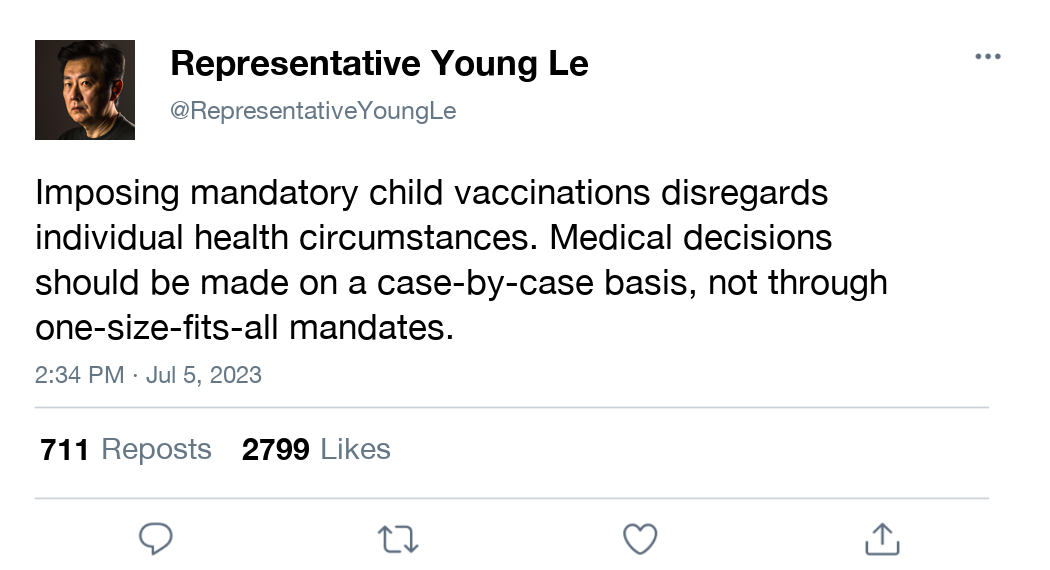 Representative Young Le
@RepresentativeYoungLe
Imposing mandatory child vaccinations disregards
individual health circumstances. Medical decisions
should be made on a case-by-case basis, not through
one-size-fits-all mandates.
2:34 PM · Jul 5, 2023
711 Reposts 2799 Likes